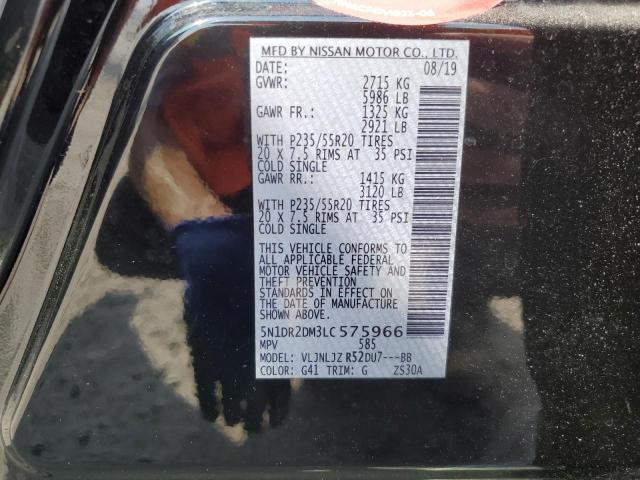 MFD BY NISSAN MOTOR CO., LTD.
DATE: 08/19
GVWR: 2715 KG
5986 LB
GAWR FR.: 1325 KG
2921 LB
WITH P235/55R20 TIRES
20 X 7.5 RIMS AT 35 PSI
COLD SINGLE
GAWR RR.: 1415 KG
3120 LB
WITH P235/55R20 TIRES
20 X 7.5 RIMS AT 35 PSI
COLD SINGLE
THIS VEHICLE CONFORMS TO
ALL APPLICABLE FEDERAL
MOTOR VEHICLE SAFETY AND
THEFT PREVENTION
STANDARDS IN EFFECT ON
THE DATE OF MANUFACTURE
SHOWN ABOVE.
5N1DR2DM3LC575966
MPV 585
MODEL: VLJNLJZ R52DU7---BB
COLOR: G41 TRIM: G ZS30A